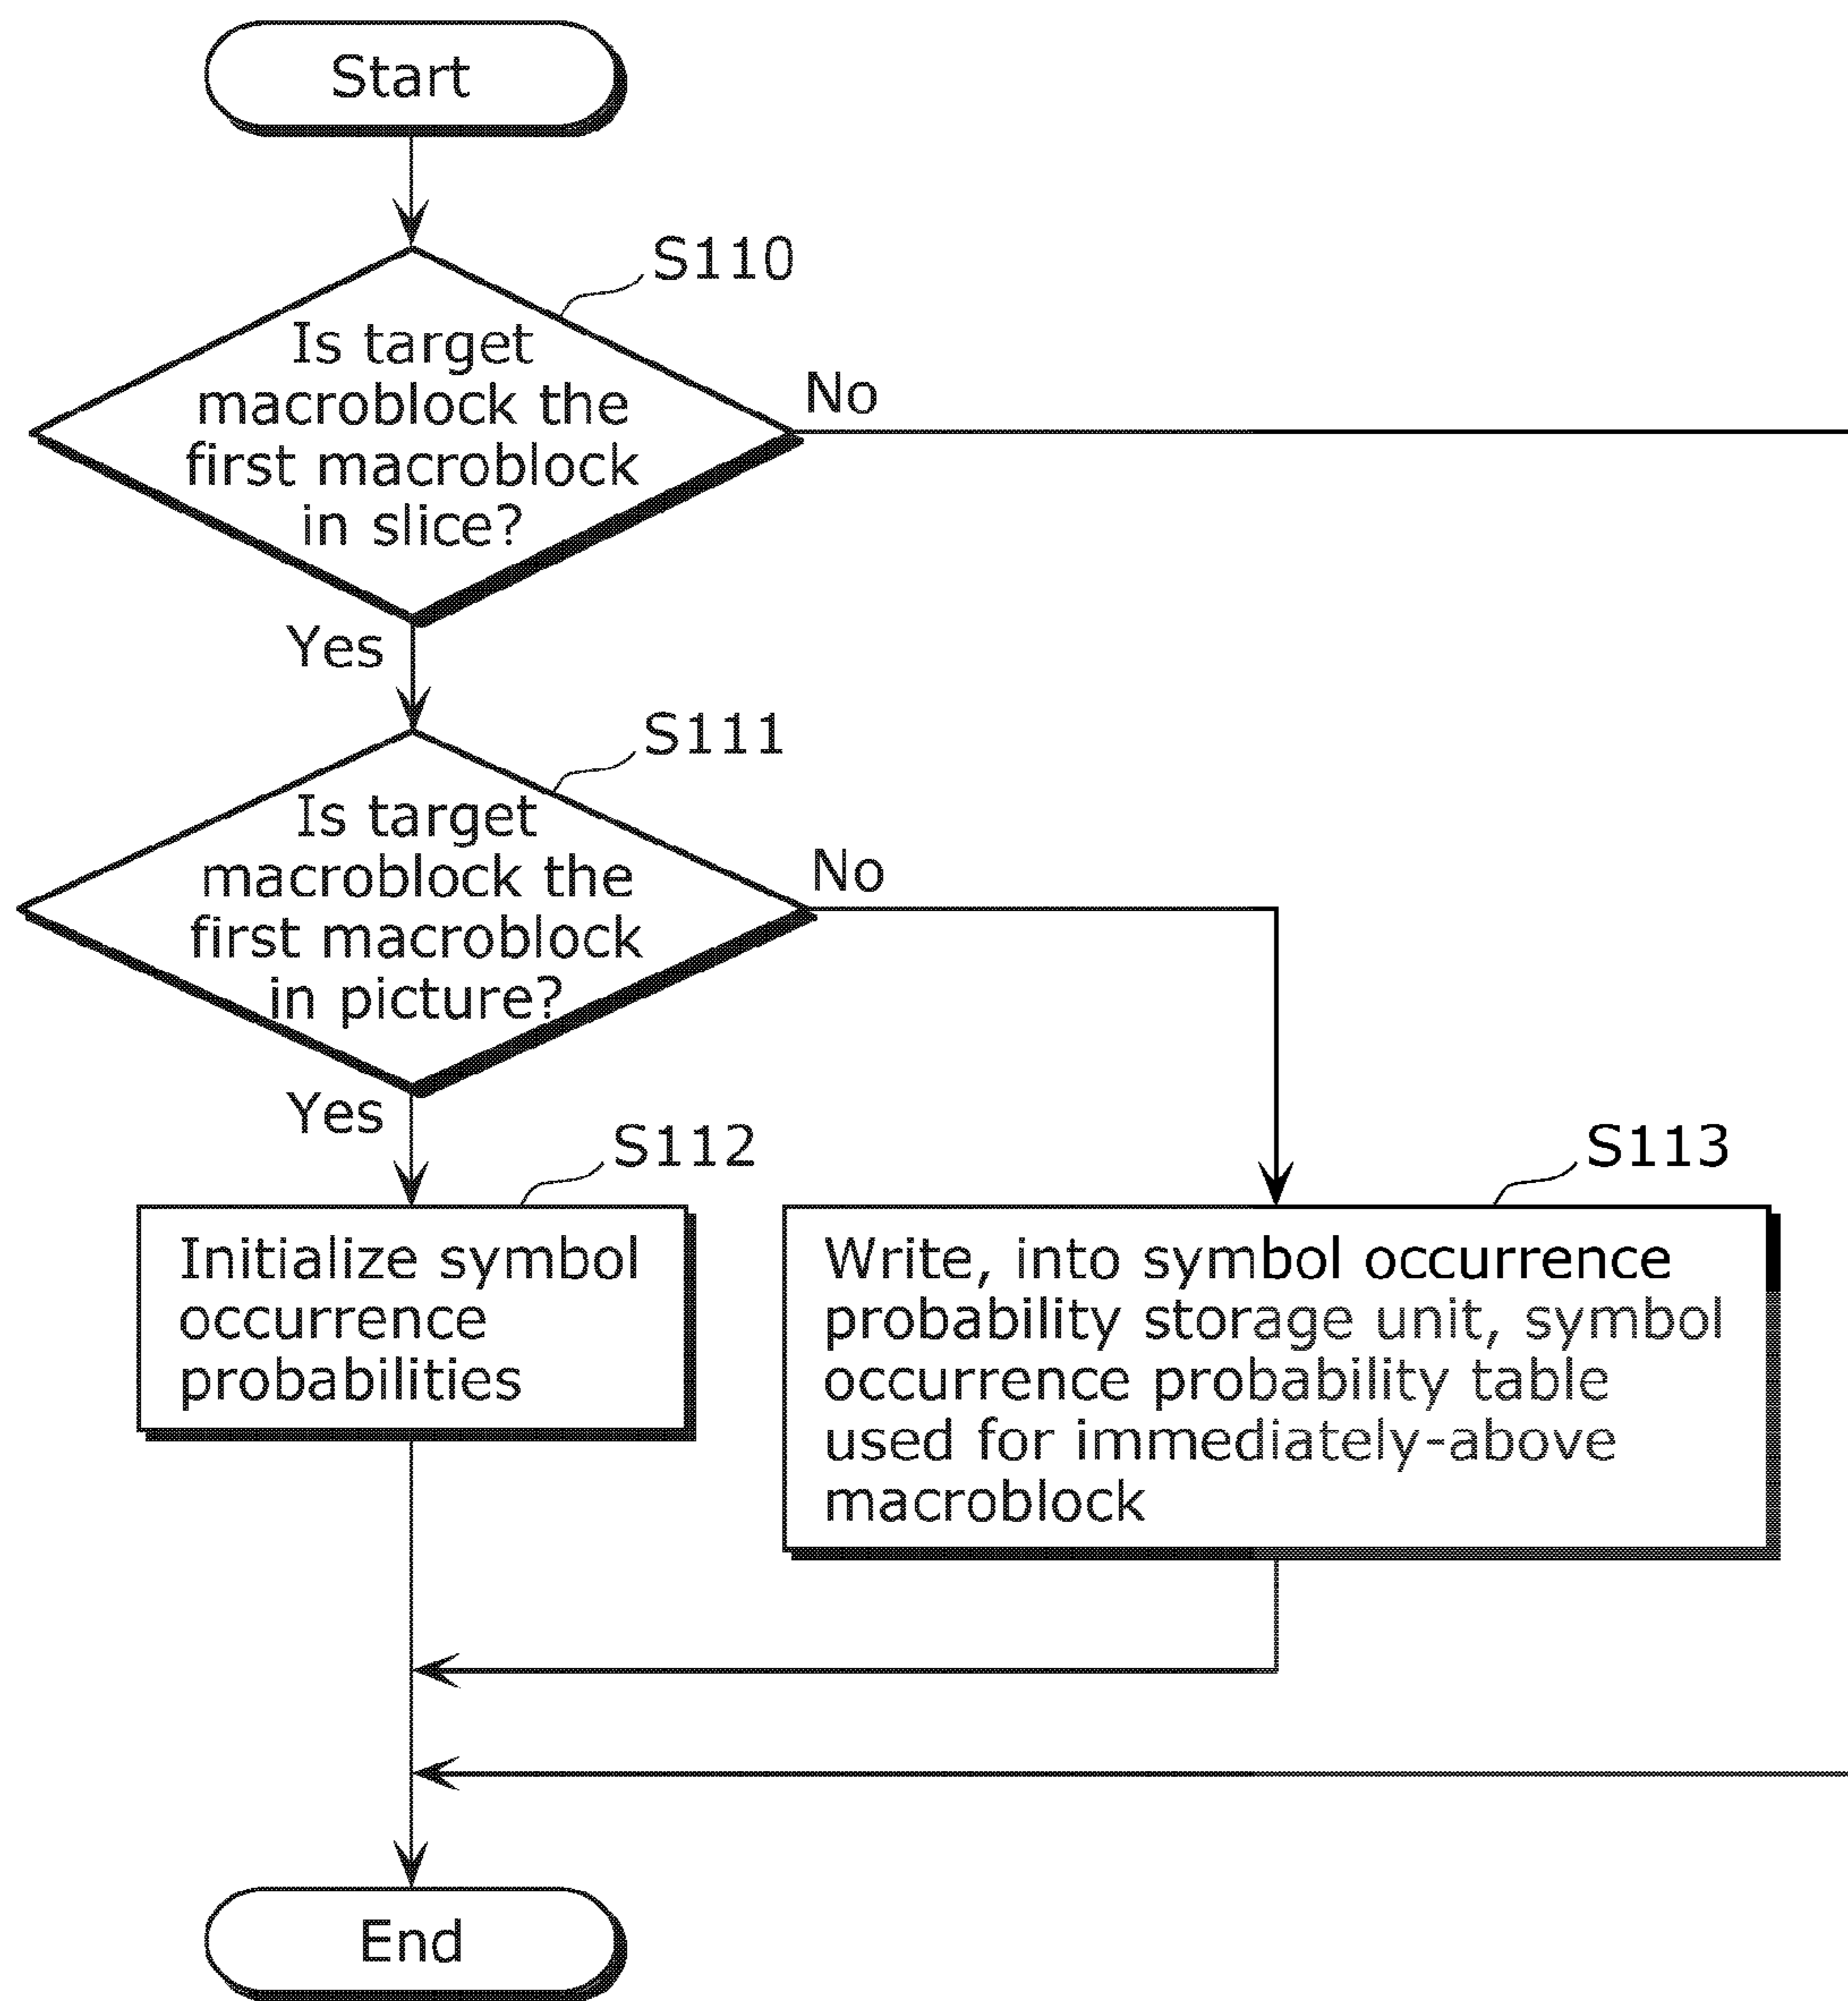 Start
S110
Is target
macroblock the
first macroblock
in slice?
No
Yes
S111
Is target
macroblock the
first macroblock
in picture?
No
Yes
S112
Initialize symbol
occurrence
probabilities
S113
Write, into symbol occurrence
probability storage unit, symbol
occurrence probability table
used for immediately-above
macroblock
End